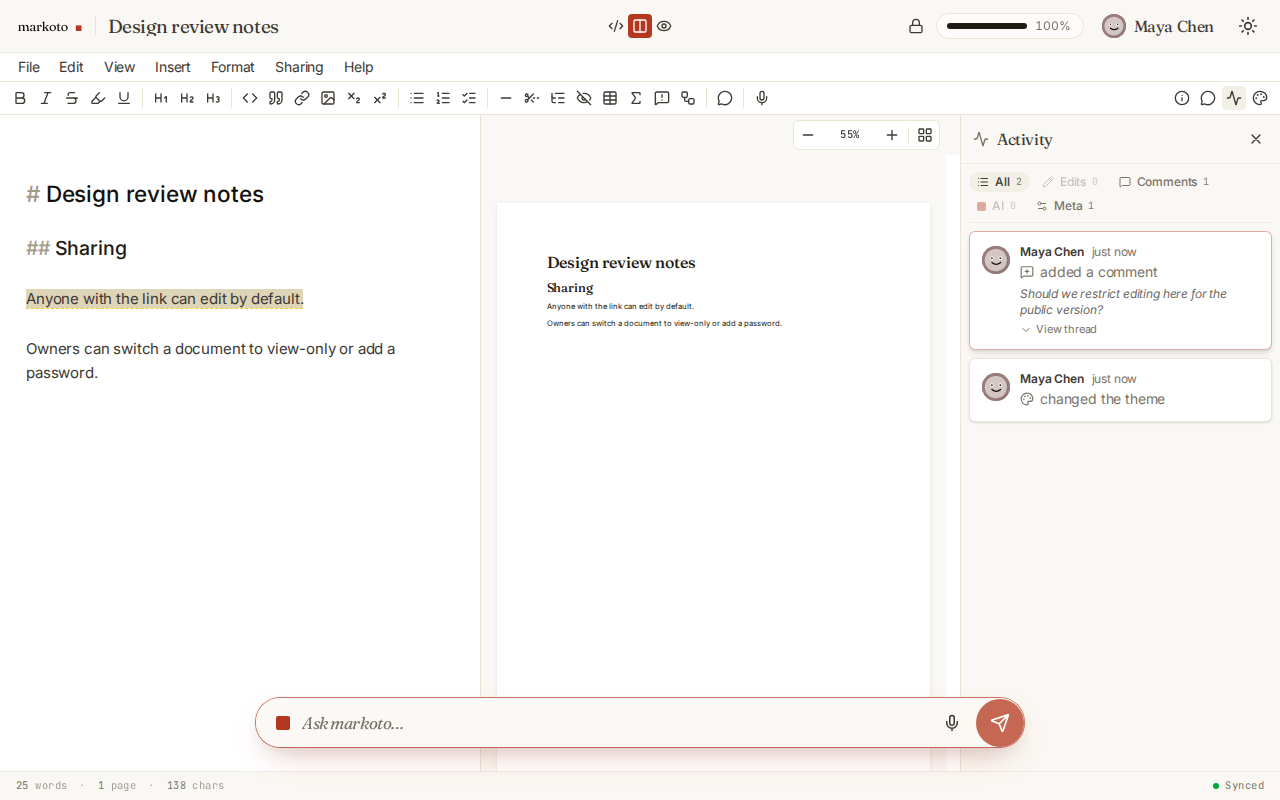 markoto
Design review notes
100%
Maya Chen
File Edit View Insert Format Sharing Help
H1 H2 H3
55%
Activity
All 2 Edits 0 Comments 1
AI 0 Meta 1
# Design review notes
## Sharing
Anyone with the link can edit by default.
Owners can switch a document to view-only or add a
password.
Design review notes
Sharing
Anyone with the link can edit by default.
Owners can switch a document to view-only or add a password.
Maya Chen just now
added a comment
Should we restrict editing here for the
public version?
View thread
Maya Chen just now
changed the theme
Ask markoto...
25 words · 1 page · 138 chars
Synced